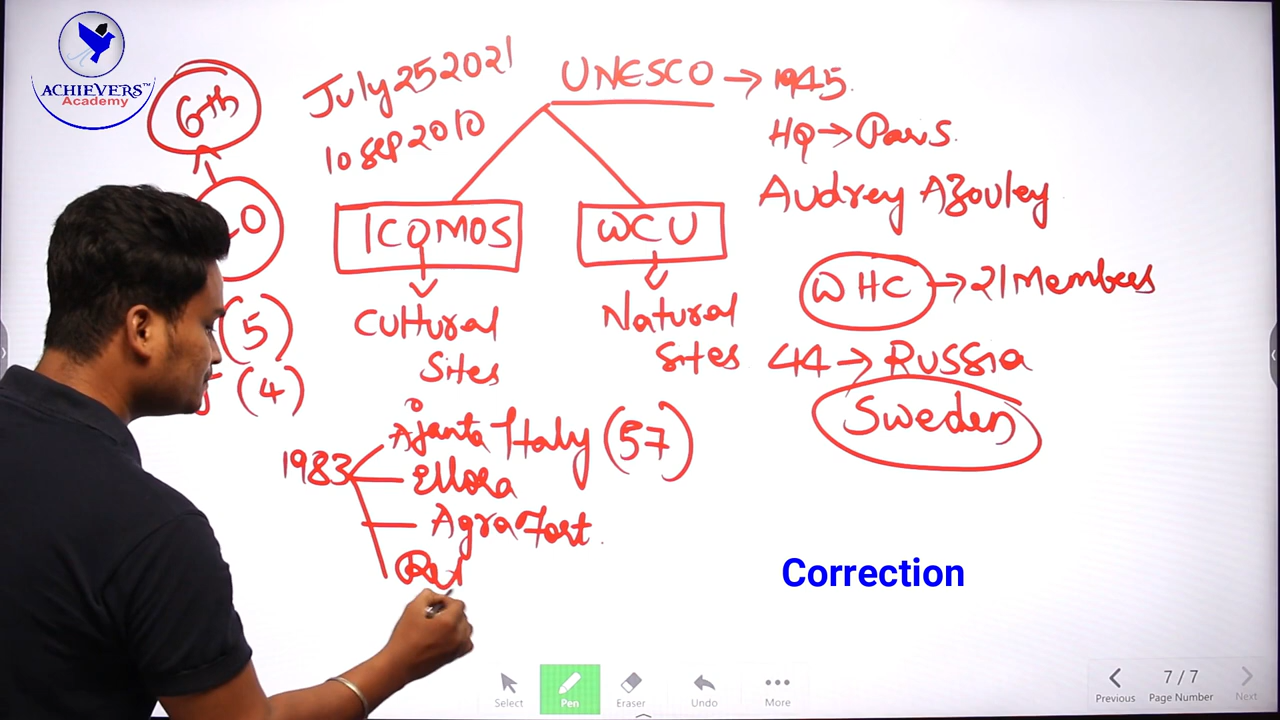 ACHIEVERS™
Academy
6th
July 25 2021
10 Sep 2010
UNESCO → 1945
HQ → Paris
Audrey Azouley
ICOMOS
WCU
WHC → 21 Members
Cultural
Sites
Natural
Sites
44 → RUSSIA
Sweden
(5)
(4)
1983
Ajanta
Italy (57)
Ellora
Agra Fort
Correction
Select
Pen
Eraser
Undo
More
Previous
7 / 7
Page Number
Next